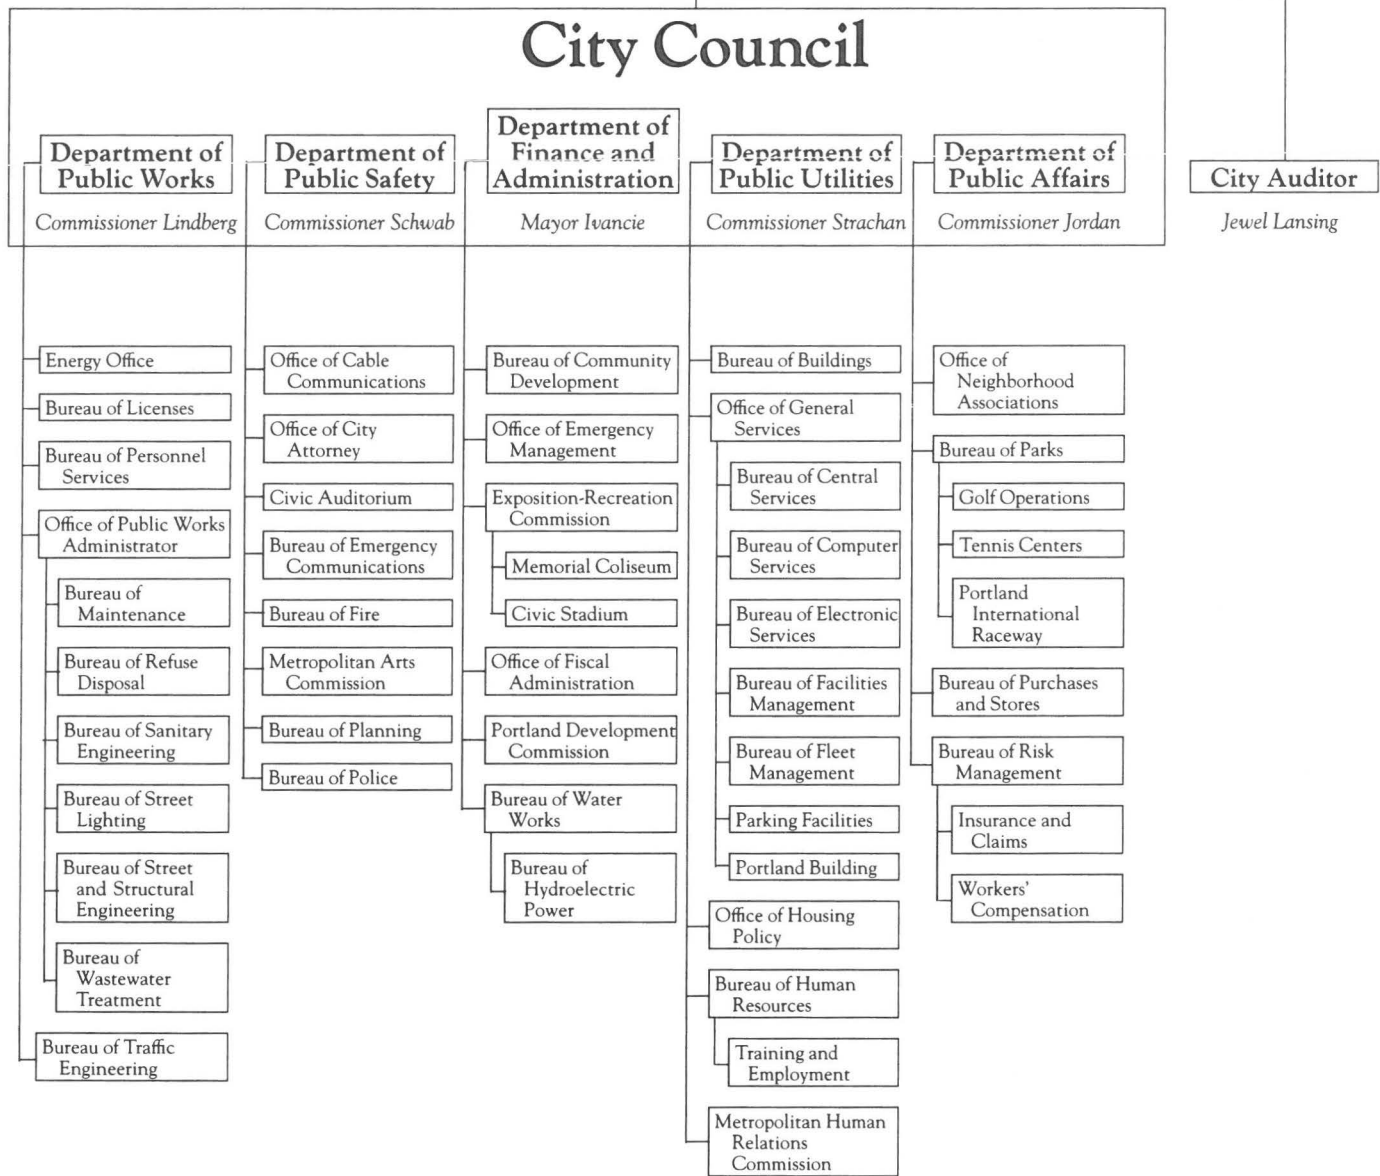 City Council
Department of
Public Works
Commissioner Lindberg
Department of
Public Safety
Commissioner Schwab
Department of
Finance and
Administration
Mayor Ivancie
Department of
Public Utilities
Commissioner Strachan
Department of
Public Affairs
Commissioner Jordan
City Auditor
Jewel Lansing
Energy Office
Bureau of Licenses
Bureau of Personnel
Services
Office of Public Works
Administrator
Bureau of
Maintenance
Bureau of Refuse
Disposal
Bureau of Sanitary
Engineering
Bureau of Street
Lighting
Bureau of Street
and Structural
Engineering
Bureau of
Wastewater
Treatment
Bureau of Traffic
Engineering
Office of Cable
Communications
Office of City
Attorney
Civic Auditorium
Bureau of Emergency
Communications
Bureau of Fire
Metropolitan Arts
Commission
Bureau of Planning
Bureau of Police
Bureau of Community
Development
Office of Emergency
Management
Exposition-Recreation
Commission
Memorial Coliseum
Civic Stadium
Office of Fiscal
Administration
Portland Development
Commission
Bureau of Water
Works
Bureau of
Hydroelectric
Power
Bureau of Buildings
Office of General
Services
Bureau of Central
Services
Bureau of Computer
Services
Bureau of Electronic
Services
Bureau of Facilities
Management
Bureau of Fleet
Management
Parking Facilities
Portland Building
Office of Housing
Policy
Bureau of Human
Resources
Training and
Employment
Metropolitan Human
Relations
Commission
Office of
Neighborhood
Associations
Bureau of Parks
Golf Operations
Tennis Centers
Portland
International
Raceway
Bureau of Purchases
and Stores
Bureau of Risk
Management
Insurance and
Claims
Workers'
Compensation